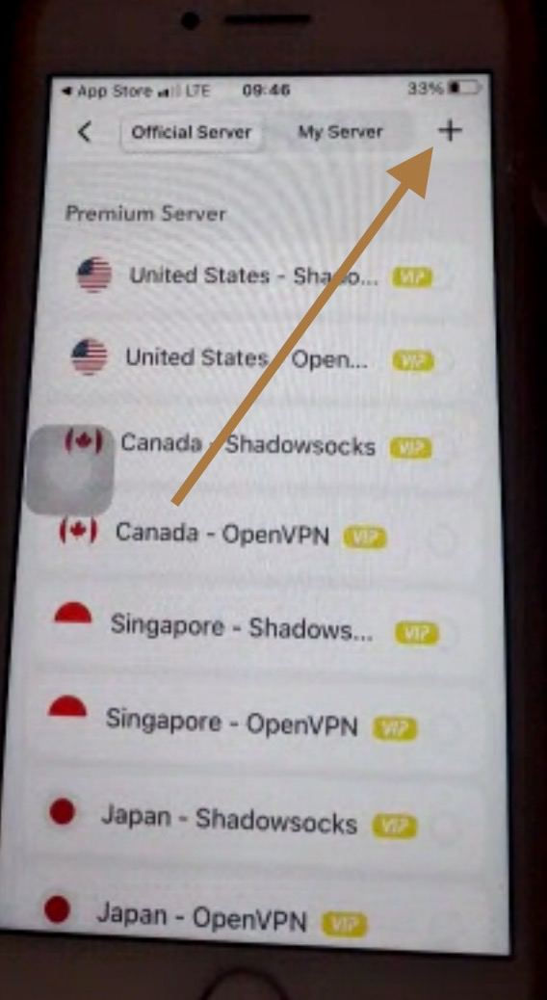 App Store LTE 09:46 33%
Official Server My Server +
Premium Server
United States - Shado... VIP
United States - Open... VIP
Canada - Shadowsocks VIP
Canada - OpenVPN VIP
Singapore - Shadows... VIP
Singapore - OpenVPN VIP
Japan - Shadowsocks VIP
Japan - OpenVPN VIP